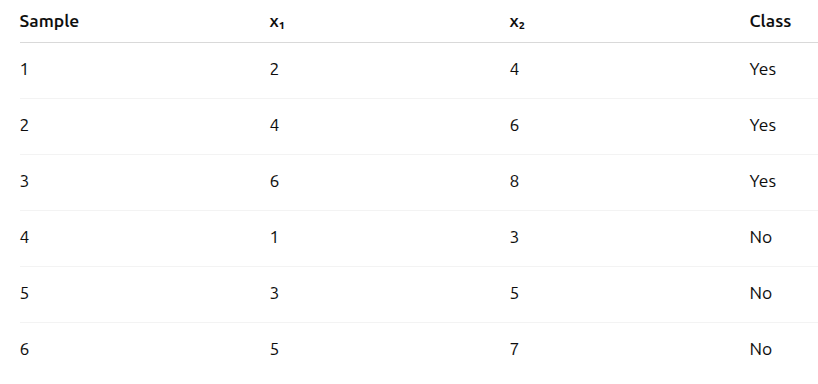 Sample x₁ x₂ Class
1 2 4 Yes
2 4 6 Yes
3 6 8 Yes
4 1 3 No
5 3 5 No
6 5 7 No